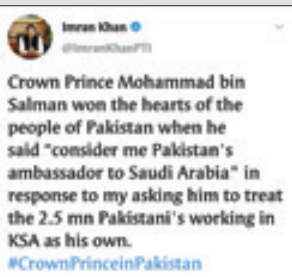 Imran Khan
@ImranKhanPTI
Crown Prince Mohammad bin
Salman won the hearts of the
people of Pakistan when he
said "consider me Pakistan's
ambassador to Saudi Arabia" in
response to my asking him to treat
the 2.5 mn Pakistani's working in
KSA as his own.
#CrownPrinceinPakistan